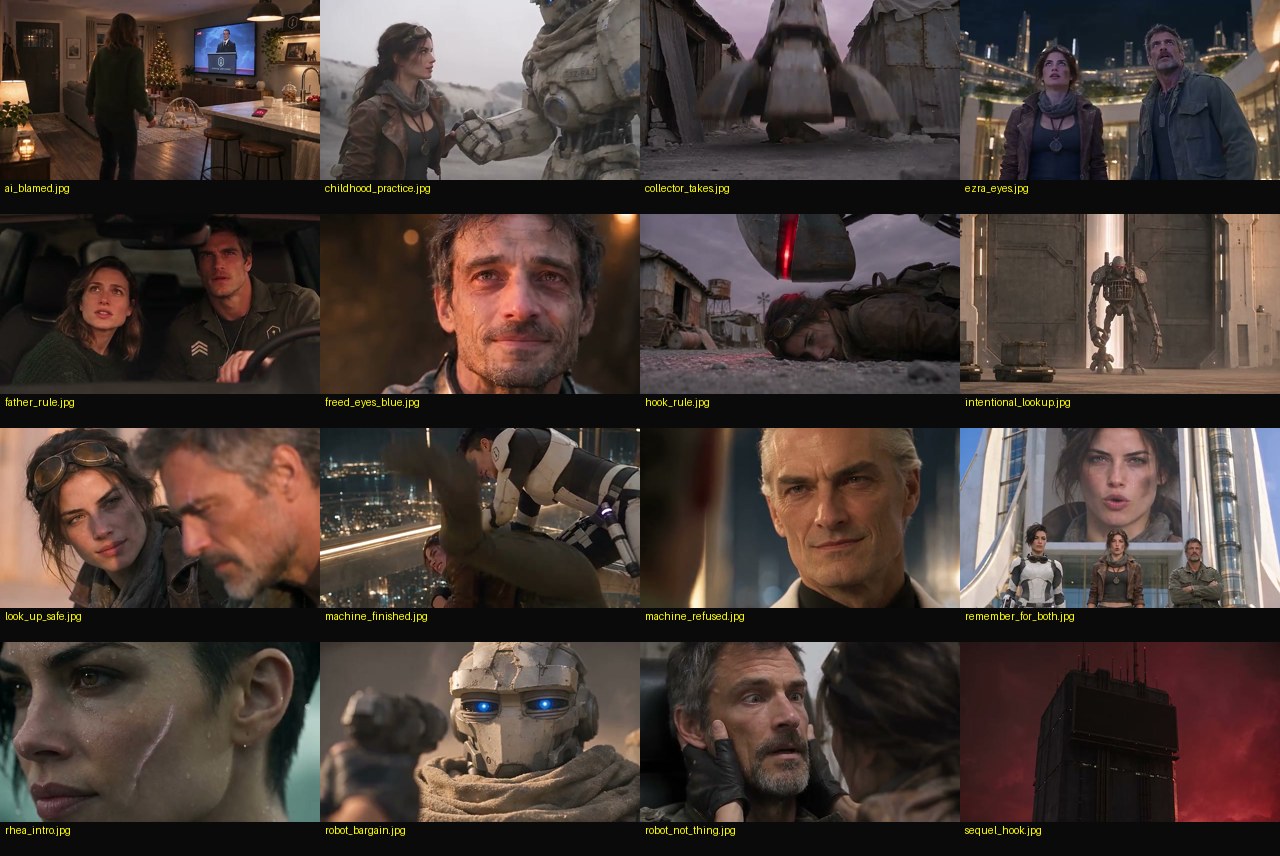 ai_blamed.jpg
childhood_practice.jpg
collector_takes.jpg
ezra_eyes.jpg
father_rule.jpg
freed_eyes_blue.jpg
hook_rule.jpg
intentional_lookup.jpg
look_up_safe.jpg
machine_finished.jpg
machine_refused.jpg
remember_for_both.jpg
rhea_intro.jpg
robot_bargain.jpg
robot_not_thing.jpg
sequel_hook.jpg